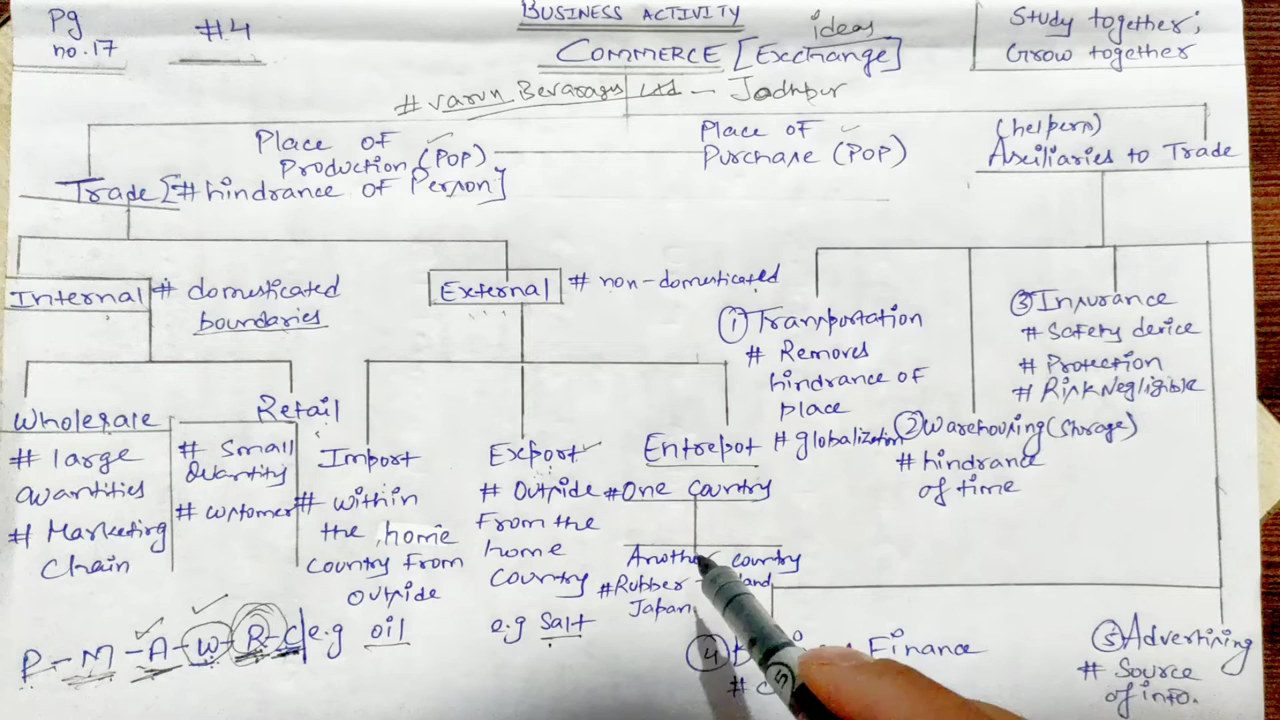 Pg no. 17
#4
BUSINESS ACTIVITY
ideas
COMMERCE [Exchange]
Study together;
Grow together
# varun Bevarages Ltd - Jodhpur
Place of
Production (POP)
Place of
Purchase (POP)
(helpers)
Auxiliaries to Trade
Trade [# hindrance of Person]
Internal # domesticated
boundaries
External # non-domesticated
Wholesale
# large
quantities
# Marketing
Chain
Retail
# Small
Quantity
# customer
Import
# within
the home
country from
outside
e.g oil
Export
# Outside
from the
home
country
e.g Salt
Entrepot
#One country
Another country
#Rubber
Japan
P - M - A - W - R - C
① Transportation
# Removes
hindrance of
place
# globalization
② Warehousing (Storage)
# hindrance
of time
③ Insurance
# Safety device
# Protection
# Risk Negligible
④ Finance
#
⑤ Advertising
# Source
of info.